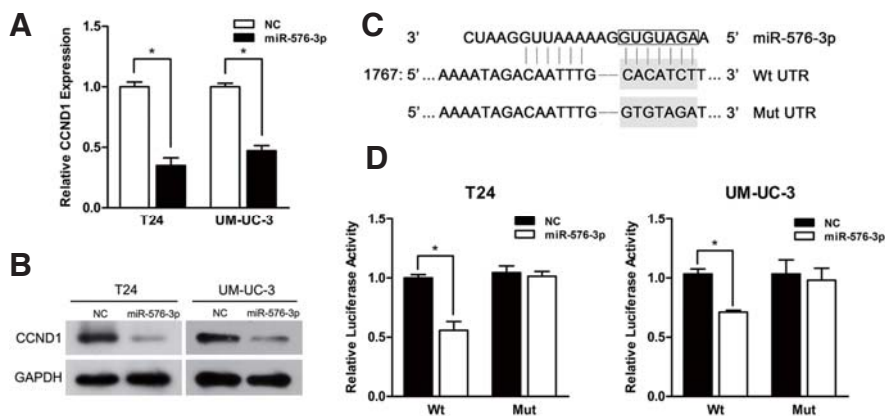 A
Relative CCND1 Expression
1.5
1.0
0.5
0.0
NC
miR-576-3p
*
*
T24
UM-UC-3
B
T24
UM-UC-3
NC
miR-576-3p
NC
miR-576-3p
CCND1
GAPDH
C
3’ CUAAGGUUAAAAAGGUGUAGAA 5’ miR-576-3p
1767: 5’... AAAATAGACAATTTG CACATCTT... 3’ Wt UTR
5’... AAAATAGACAATTTG GTGTAGAT... 3’ Mut UTR
D
T24
Relative Luciferase Activity
1.5
1.0
0.5
0.0
NC
miR-576-3p
*
Wt
Mut
UM-UC-3
Relative Luciferase Activity
1.5
1.0
0.5
0.0
NC
miR-576-3p
*
Wt
Mut